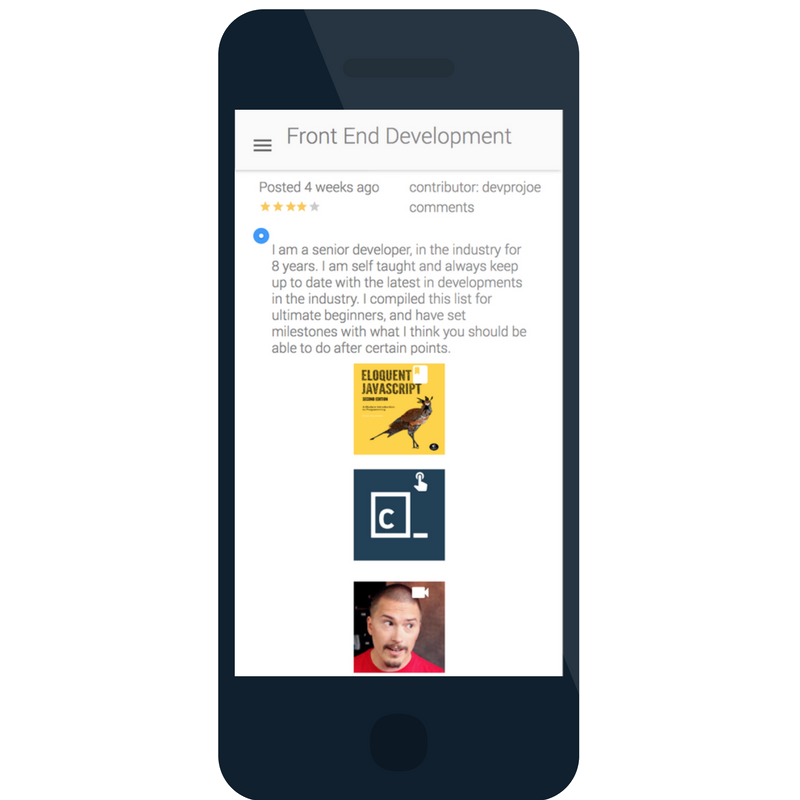 Front End Development
Posted 4 weeks ago
contributor: devprojoe
comments
I am a senior developer, in the industry for
8 years. I am self taught and always keep
up to date with the latest in developments
in the industry. I compiled this list for
ultimate beginners, and have set
milestones with what I think you should be
able to do after certain points.
ELOQUENT
JAVASCRIPT
SECOND EDITION
c_